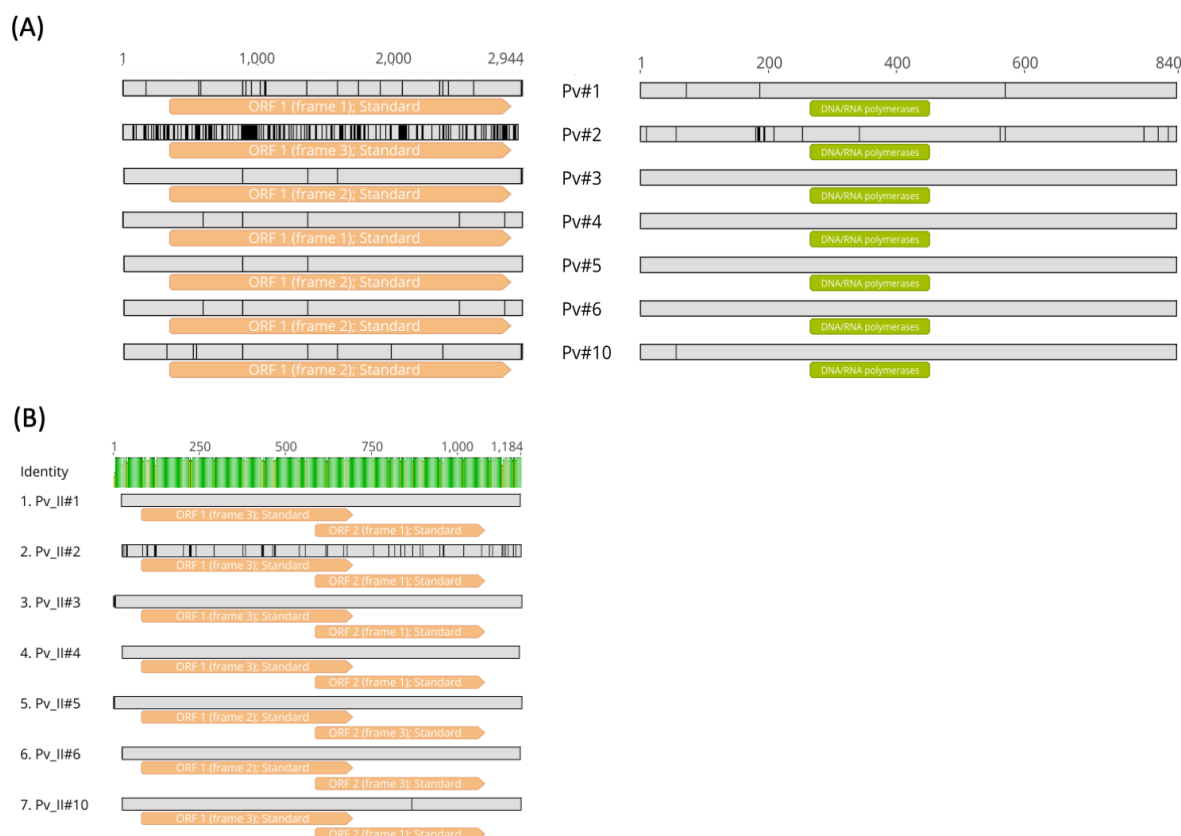 (A)
1 1,000 2,000 2,944
1 200 400 600 840
Pv#1
ORF 1 (frame 1); Standard
DNA/RNA polymerases
Pv#2
ORF 1 (frame 3); Standard
DNA/RNA polymerases
Pv#3
ORF 1 (frame 2); Standard
DNA/RNA polymerases
Pv#4
ORF 1 (frame 1); Standard
DNA/RNA polymerases
Pv#5
ORF 1 (frame 2); Standard
DNA/RNA polymerases
Pv#6
ORF 1 (frame 2); Standard
DNA/RNA polymerases
Pv#10
ORF 1 (frame 2); Standard
DNA/RNA polymerases
(B)
1 250 500 750 1,000 1,184
Identity
1. Pv_II#1
ORF 1 (frame 3); Standard
ORF 2 (frame 1); Standard
2. Pv_II#2
ORF 1 (frame 3); Standard
ORF 2 (frame 1); Standard
3. Pv_II#3
ORF 1 (frame 3); Standard
ORF 2 (frame 1); Standard
4. Pv_II#4
ORF 1 (frame 3); Standard
ORF 2 (frame 1); Standard
5. Pv_II#5
ORF 1 (frame 2); Standard
ORF 2 (frame 3); Standard
6. Pv_II#6
ORF 1 (frame 2); Standard
ORF 2 (frame 3); Standard
7. Pv_II#10
ORF 1 (frame 3); Standard
ORF 2 (frame 1); Standard